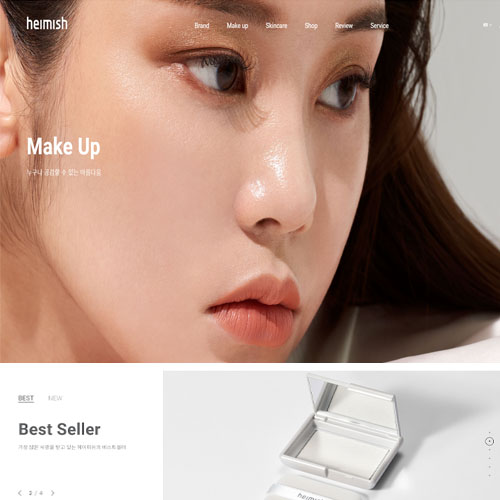 heimish
Brand Make up Skincare Shop Review Service
Make Up
누구나 공감할 수 있는 아름다움
BEST NEW
Best Seller
가장 많은 사랑을 받고 있는 헤이미쉬의 베스트셀러
2 / 4
heimish